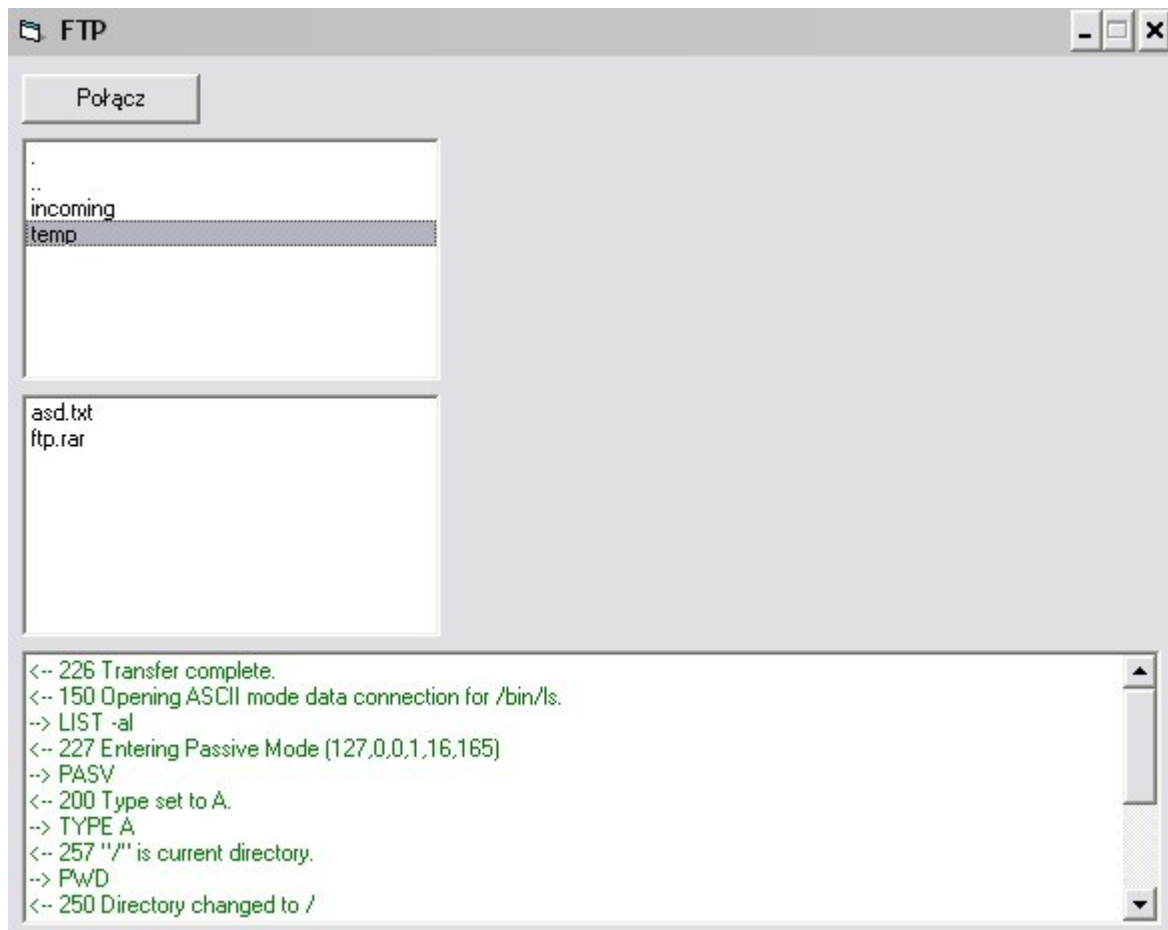 FTP
Połącz
.
..
incoming
temp
asd.txt
ftp.rar
<-- 226 Transfer complete.
<-- 150 Opening ASCII mode data connection for /bin/ls.
--> LIST -al
<-- 227 Entering Passive Mode (127,0,0,1,16,165)
--> PASV
<-- 200 Type set to A.
--> TYPE A
<-- 257 "/" is current directory.
--> PWD
<-- 250 Directory changed to /